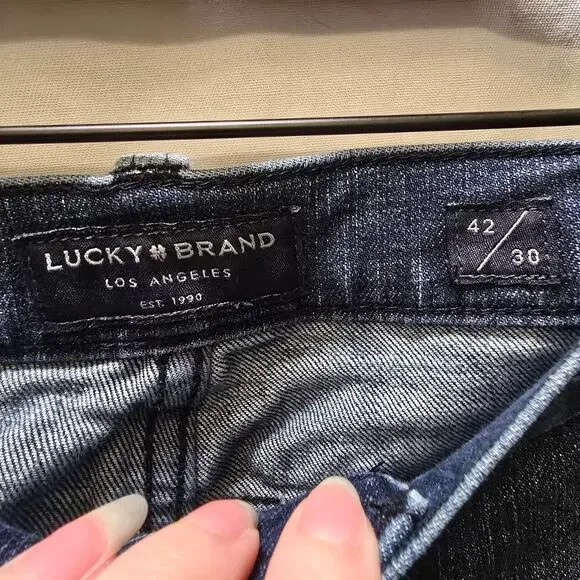 LUCKY BRAND
LOS ANGELES
EST. 1990
42/30